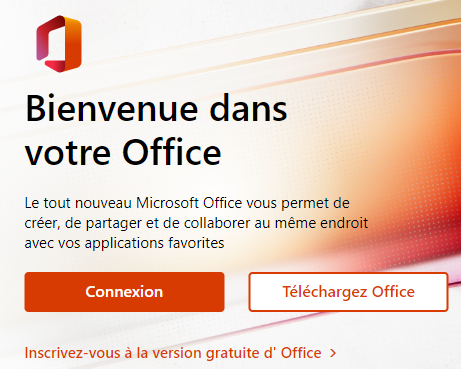 Bienvenue dans
votre Office
Le tout nouveau Microsoft Office vous permet de
créer, de partager et de collaborer au même endroit
avec vos applications favorites
Connexion
Téléchargez Office
Inscrivez-vous à la version gratuite d' Office >